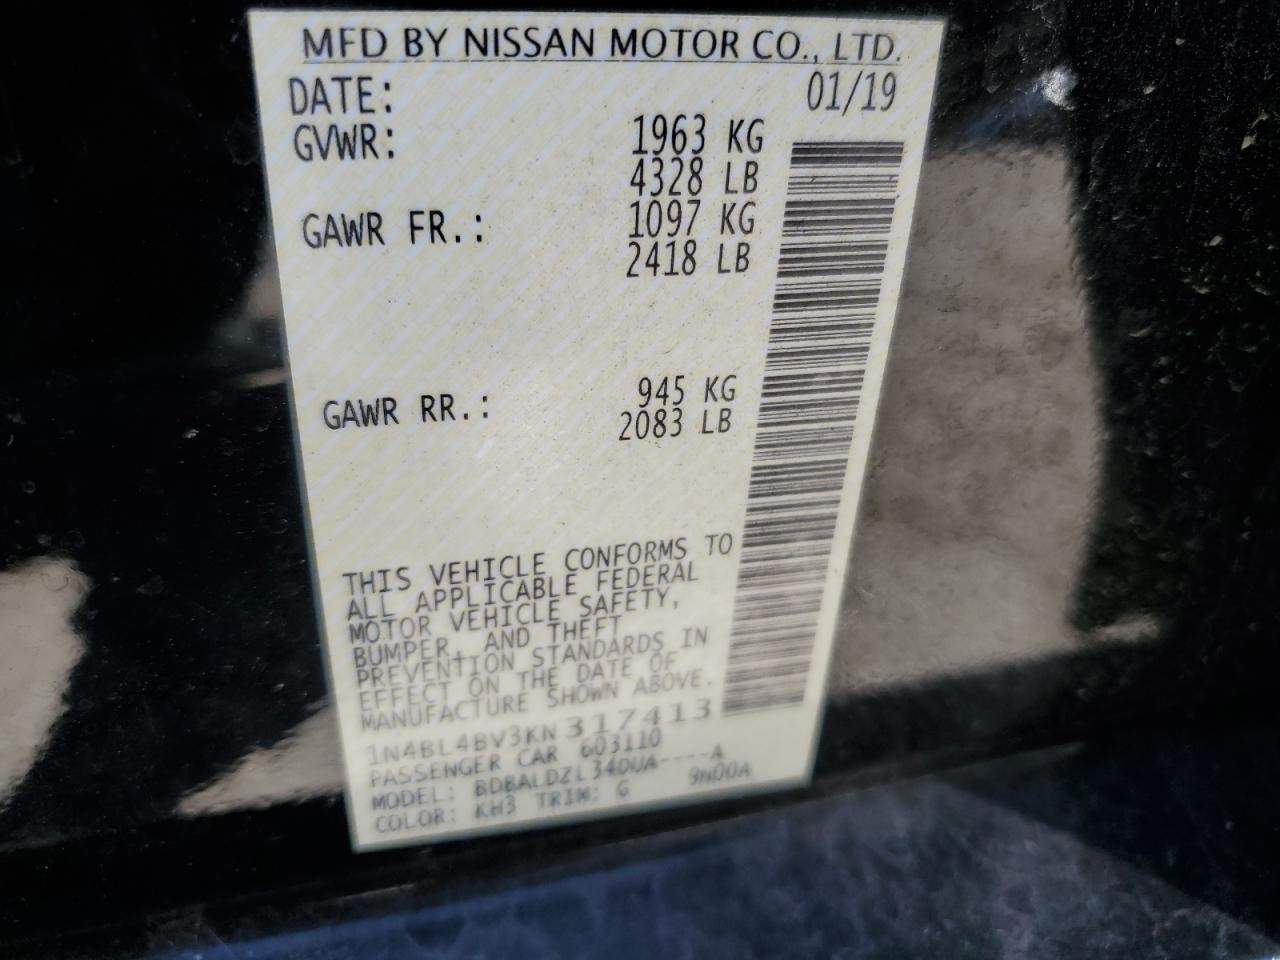 MFD BY NISSAN MOTOR CO., LTD.
DATE: 01/19
GVWR: 1963 KG
4328 LB
GAWR FR.: 1097 KG
2418 LB
GAWR RR.: 945 KG
2083 LB
THIS VEHICLE CONFORMS TO
ALL APPLICABLE FEDERAL
MOTOR VEHICLE SAFETY,
BUMPER, AND THEFT
PREVENTION STANDARDS IN
EFFECT ON THE DATE OF
MANUFACTURE SHOWN ABOVE.
1N4BL4BV3KN317413
PASSENGER CAR 603110
MODEL: BDBALDZL34DUA----A
COLOR: KH3 TRIM: G 9N00A